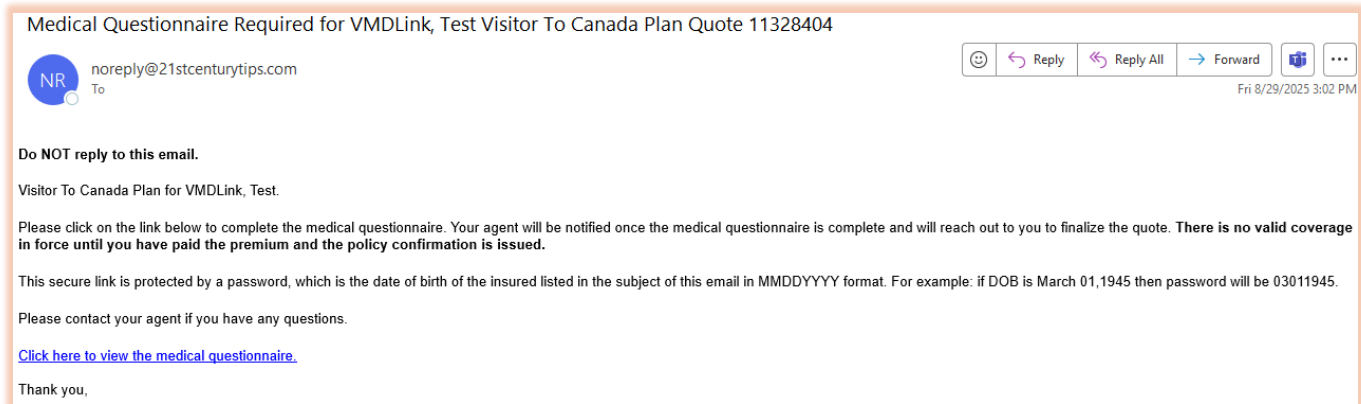 Medical Questionnaire Required for VMDLink, Test Visitor To Canada Plan Quote 11328404
NR
noreply@21stcenturytips.com
To
Reply
Reply All
Forward
Fri 8/29/2025 3:02 PM
Do NOT reply to this email.
Visitor To Canada Plan for VMDLink, Test.
Please click on the link below to complete the medical questionnaire. Your agent will be notified once the medical questionnaire is complete and will reach out to you to finalize the quote. There is no valid coverage
in force until you have paid the premium and the policy confirmation is issued.
This secure link is protected by a password, which is the date of birth of the insured listed in the subject of this email in MMDDYYYY format. For example: if DOB is March 01,1945 then password will be 03011945.
Please contact your agent if you have any questions.
Click here to view the medical questionnaire.
Thank you,